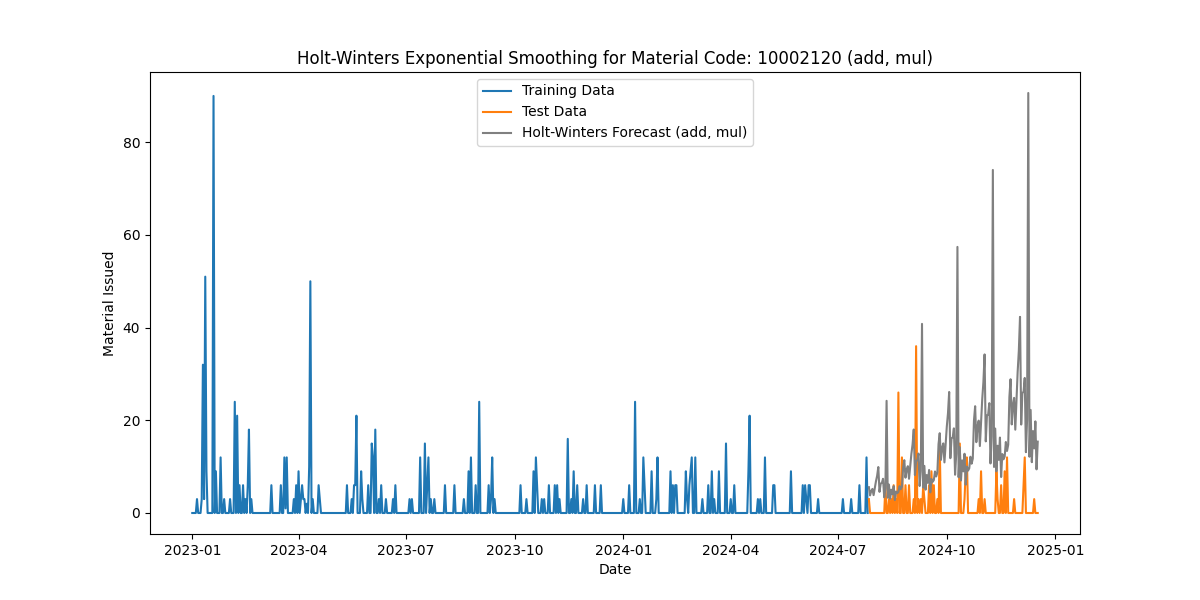 Holt-Winters Exponential Smoothing for Material Code: 10002120 (add, mul)
Training Data
Test Data
Holt-Winters Forecast (add, mul)
Material Issued
80
60
40
20
0
2023-01 2023-04 2023-07 2023-10 2024-01 2024-04 2024-07 2024-10 2025-01
Date